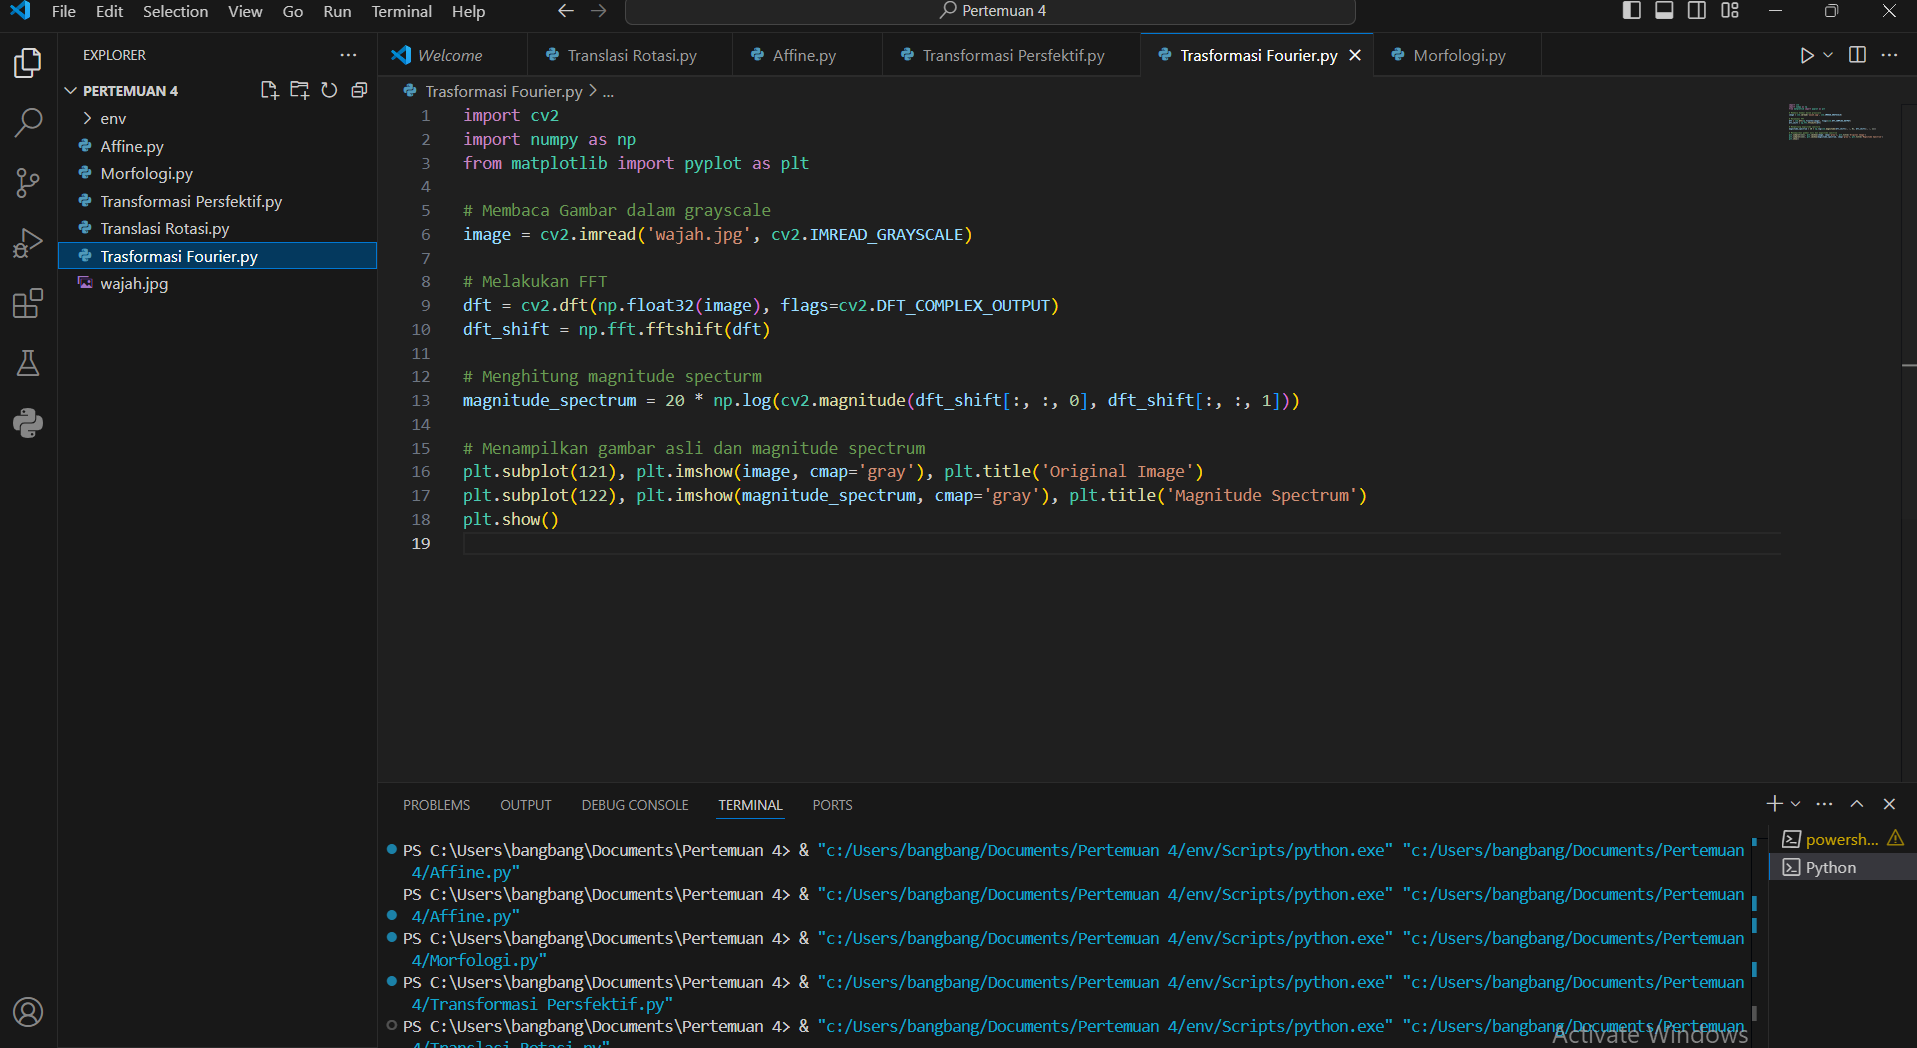 File Edit Selection View Go Run Terminal Help
Pertemuan 4
EXPLORER
PERTEMUAN 4
env
Affine.py
Morfologi.py
Transformasi Persfektif.py
Translasi Rotasi.py
Trasformasi Fourier.py
wajah.jpg
Welcome Translasi Rotasi.py Affine.py Transformasi Persfektif.py Trasformasi Fourier.py Morfologi.py
Trasformasi Fourier.py > ...
1 import cv2
2 import numpy as np
3 from matplotlib import pyplot as plt
4
5 # Membaca Gambar dalam grayscale
6 image = cv2.imread('wajah.jpg', cv2.IMREAD_GRAYSCALE)
7
8 # Melakukan FFT
9 dft = cv2.dft(np.float32(image), flags=cv2.DFT_COMPLEX_OUTPUT)
10 dft_shift = np.fft.fftshift(dft)
11
12 # Menghitung magnitude specturm
13 magnitude_spectrum = 20 * np.log(cv2.magnitude(dft_shift[:, :, 0], dft_shift[:, :, 1]))
14
15 # Menampilkan gambar asli dan magnitude spectrum
16 plt.subplot(121), plt.imshow(image, cmap='gray'), plt.title('Original Image')
17 plt.subplot(122), plt.imshow(magnitude_spectrum, cmap='gray'), plt.title('Magnitude Spectrum')
18 plt.show()
19
PROBLEMS OUTPUT DEBUG CONSOLE TERMINAL PORTS
PS C:\Users\bangbang\Documents\Pertemuan 4> & "c:/Users/bangbang/Documents/Pertemuan 4/env/Scripts/python.exe" "c:/Users/bangbang/Documents/Pertemuan
4/Affine.py"
PS C:\Users\bangbang\Documents\Pertemuan 4> & "c:/Users/bangbang/Documents/Pertemuan 4/env/Scripts/python.exe" "c:/Users/bangbang/Documents/Pertemuan
4/Affine.py"
PS C:\Users\bangbang\Documents\Pertemuan 4> & "c:/Users/bangbang/Documents/Pertemuan 4/env/Scripts/python.exe" "c:/Users/bangbang/Documents/Pertemuan
4/Morfologi.py"
PS C:\Users\bangbang\Documents\Pertemuan 4> & "c:/Users/bangbang/Documents/Pertemuan 4/env/Scripts/python.exe" "c:/Users/bangbang/Documents/Pertemuan
4/Transformasi Persfektif.py"
PS C:\Users\bangbang\Documents\Pertemuan 4> & "c:/Users/bangbang/Documents/Pertemuan 4/env/Scripts/python.exe" "c:/Users/bangbang/Documents/Pertemuan
4/Translasi Rotasi.py"
powersh...
Python
Activate Windows